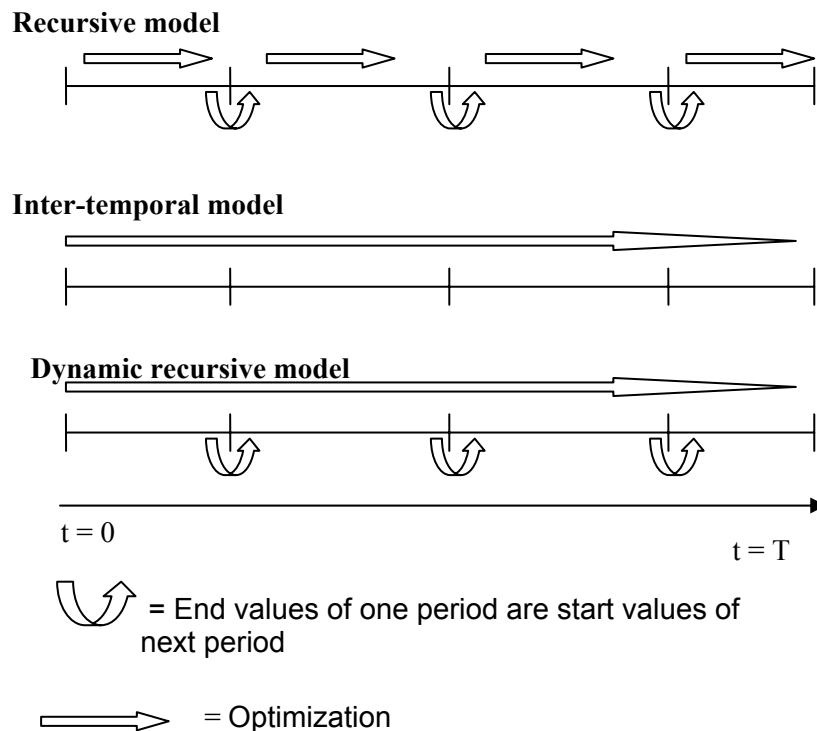 Recursive model
Inter-temporal model
Dynamic recursive model
t = 0
t = T
= End values of one period are start values of
next period
= Optimization